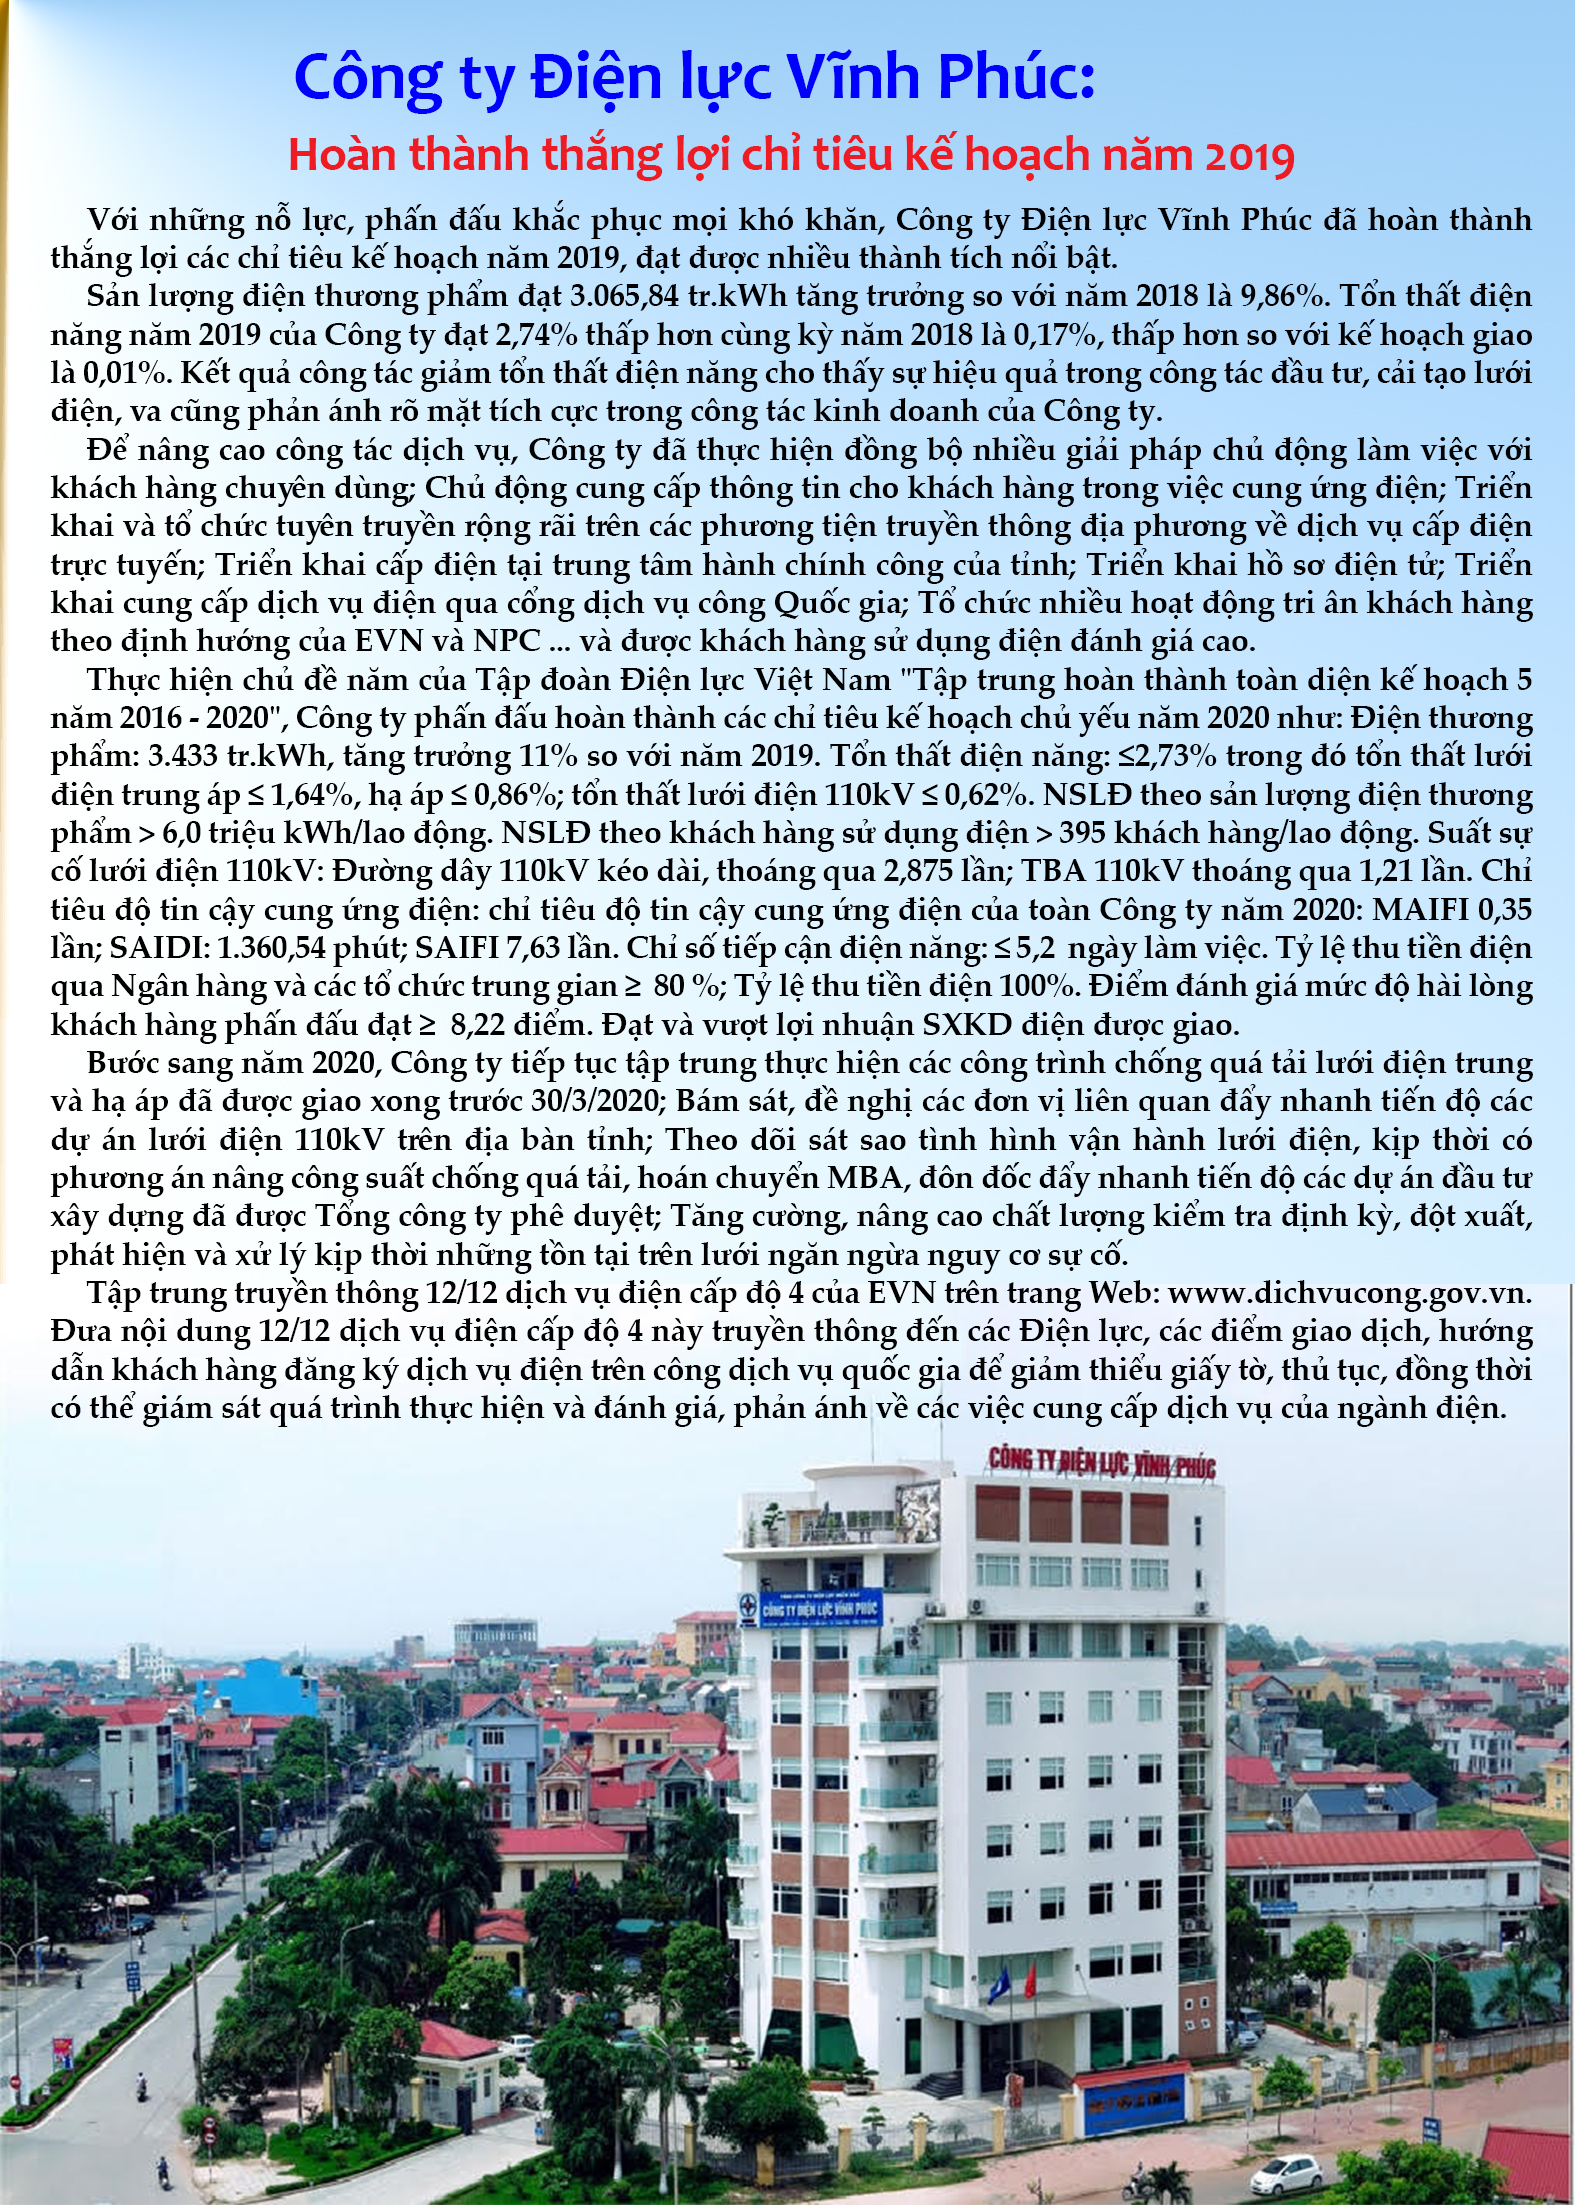 Công ty Điện lực Vĩnh Phúc:
Hoàn thành thắng lợi chỉ tiêu kế hoạch năm 2019
Với những nỗ lực, phấn đấu khắc phục mọi khó khăn, Công ty Điện lực Vĩnh Phúc đã hoàn thành
thắng lợi các chỉ tiêu kế hoạch năm 2019, đạt được nhiều thành tích nổi bật.
Sản lượng điện thương phẩm đạt 3.065,84 tr.kWh tăng trưởng so với năm 2018 là 9,86%. Tổn thất điện
năng năm 2019 của Công ty đạt 2,74% thấp hơn cùng kỳ năm 2018 là 0,17%, thấp hơn so với kế hoạch giao
là 0,01%. Kết quả công tác giảm tổn thất điện năng cho thấy sự hiệu quả trong công tác đầu tư, cải tạo lưới
điện, va cũng phản ánh rõ mặt tích cực trong công tác kinh doanh của Công ty.
Để nâng cao công tác dịch vụ, Công ty đã thực hiện đồng bộ nhiều giải pháp chủ động làm việc với
khách hàng chuyên dùng; Chủ động cung cấp thông tin cho khách hàng trong việc cung ứng điện; Triển
khai và tổ chức tuyên truyền rộng rãi trên các phương tiện truyền thông địa phương về dịch vụ cấp điện
trực tuyến; Triển khai cấp điện tại trung tâm hành chính công của tỉnh; Triển khai hồ sơ điện tử; Triển
khai cung cấp dịch vụ điện qua cổng dịch vụ công Quốc gia; Tổ chức nhiều hoạt động tri ân khách hàng
theo định hướng của EVN và NPC ... và được khách hàng sử dụng điện đánh giá cao.
Thực hiện chủ đề năm của Tập đoàn Điện lực Việt Nam "Tập trung hoàn thành toàn diện kế hoạch 5
năm 2016 - 2020", Công ty phấn đấu hoàn thành các chỉ tiêu kế hoạch chủ yếu năm 2020 như: Điện thương
phẩm: 3.433 tr.kWh, tăng trưởng 11% so với năm 2019. Tổn thất điện năng: ≤2,73% trong đó tổn thất lưới
điện trung áp ≤ 1,64%, hạ áp ≤ 0,86%; tổn thất lưới điện 110kV ≤ 0,62%. NSLĐ theo sản lượng điện thương
phẩm > 6,0 triệu kWh/lao động. NSLĐ theo khách hàng sử dụng điện > 395 khách hàng/lao động. Suất sự
cố lưới điện 110kV: Đường dây 110kV kéo dài, thoáng qua 2,875 lần; TBA 110kV thoáng qua 1,21 lần. Chỉ
tiêu độ tin cậy cung ứng điện: chỉ tiêu độ tin cậy cung ứng điện của toàn Công ty năm 2020: MAIFI 0,35
lần; SAIDI: 1.360,54 phút; SAIFI 7,63 lần. Chỉ số tiếp cận điện năng: ≤ 5,2 ngày làm việc. Tỷ lệ thu tiền điện
qua Ngân hàng và các tổ chức trung gian ≥ 80 %; Tỷ lệ thu tiền điện 100%. Điểm đánh giá mức độ hài lòng
khách hàng phấn đấu đạt ≥ 8,22 điểm. Đạt và vượt lợi nhuận SXKD điện được giao.
Bước sang năm 2020, Công ty tiếp tục tập trung thực hiện các công trình chống quá tải lưới điện trung
và hạ áp đã được giao xong trước 30/3/2020; Bám sát, đề nghị các đơn vị liên quan đẩy nhanh tiến độ các
dự án lưới điện 110kV trên địa bàn tỉnh; Theo dõi sát sao tình hình vận hành lưới điện, kịp thời có
phương án nâng công suất chống quá tải, hoán chuyển MBA, đôn đốc đẩy nhanh tiến độ các dự án đầu tư
xây dựng đã được Tổng công ty phê duyệt; Tăng cường, nâng cao chất lượng kiểm tra định kỳ, đột xuất,
phát hiện và xử lý kịp thời những tồn tại trên lưới ngăn ngừa nguy cơ sự cố.
Tập trung truyền thông 12/12 dịch vụ điện cấp độ 4 của EVN trên trang Web: www.dichvucong.gov.vn.
Đưa nội dung 12/12 dịch vụ điện cấp độ 4 này truyền thông đến các Điện lực, các điểm giao dịch, hướng
dẫn khách hàng đăng ký dịch vụ điện trên công dịch vụ quốc gia để giảm thiểu giấy tờ, thủ tục, đồng thời
có thể giám sát quá trình thực hiện và đánh giá, phản ánh về các việc cung cấp dịch vụ của ngành điện.
CÔNG TY ĐIỆN LỰC VĨNH PHÚC
TỔNG CÔNG TY ĐIỆN LỰC MIỀN BẮC
CÔNG TY ĐIỆN LỰC VĨNH PHÚC